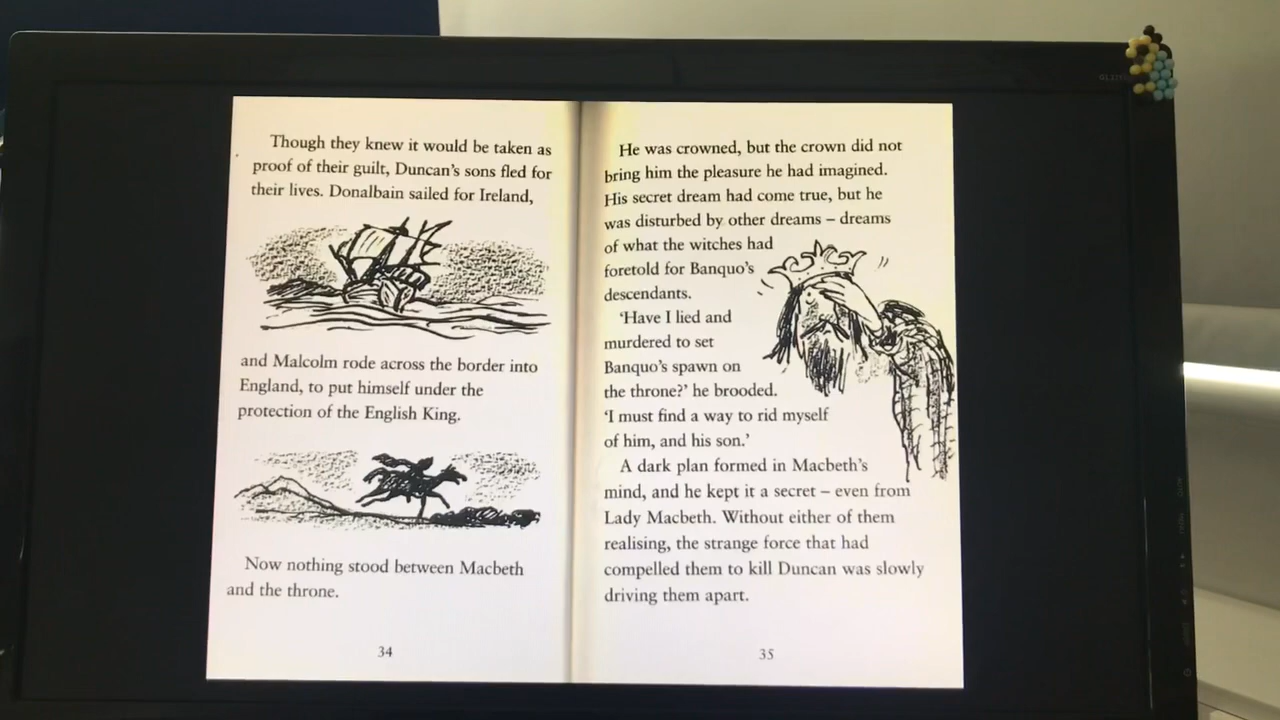 Though they knew it would be taken as
proof of their guilt, Duncan's sons fled for
their lives. Donalbain sailed for Ireland,
and Malcolm rode across the border into
England, to put himself under the
protection of the English King.
Now nothing stood between Macbeth
and the throne.
34
He was crowned, but the crown did not
bring him the pleasure he had imagined.
His secret dream had come true, but he
was disturbed by other dreams – dreams
of what the witches had
foretold for Banquo's
descendants.
'Have I lied and
murdered to set
Banquo's spawn on
the throne?' he brooded.
'I must find a way to rid myself
of him, and his son.'
A dark plan formed in Macbeth's
mind, and he kept it a secret – even from
Lady Macbeth. Without either of them
realising, the strange force that had
compelled them to kill Duncan was slowly
driving them apart.
35